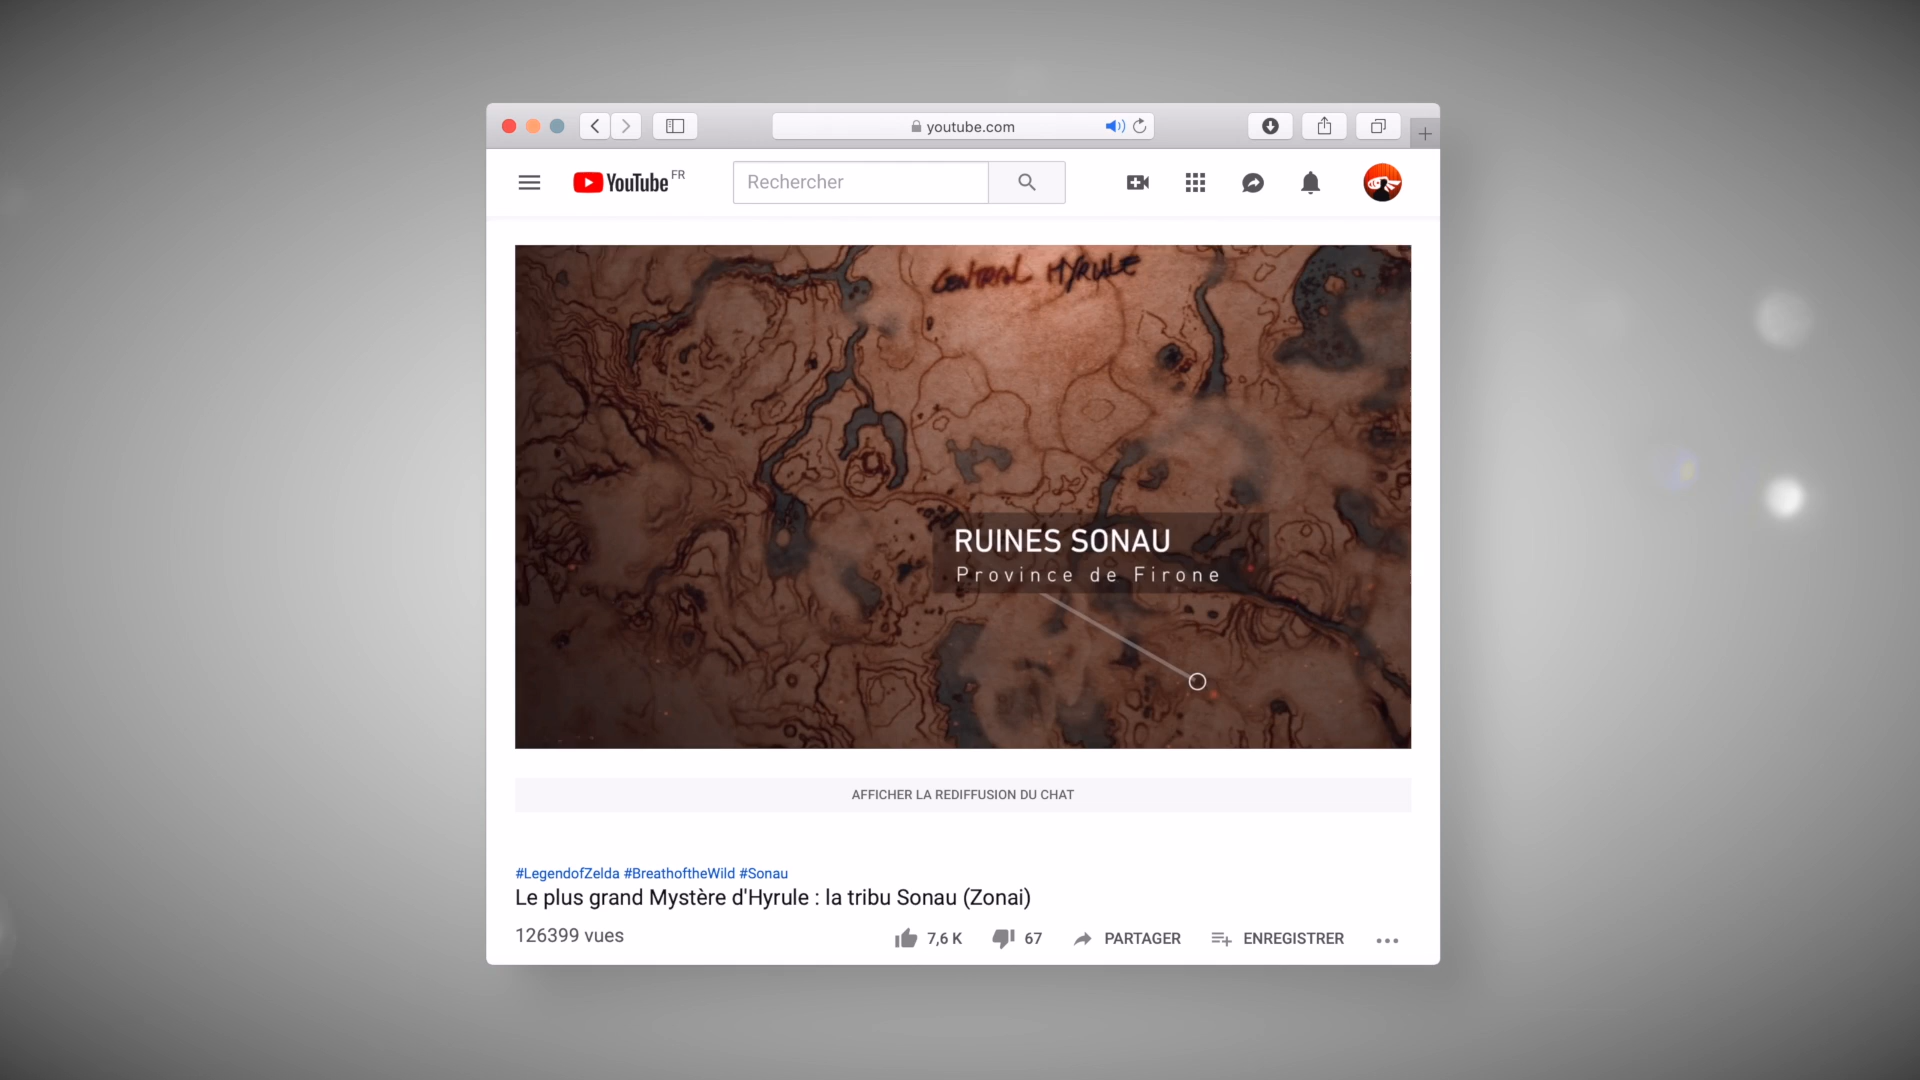 youtube.com
YouTube FR
Rechercher
CENTRAL HYRULE
RUINES SONAU
Province de Firone
AFFICHER LA REDIFFUSION DU CHAT
#LegendofZelda #BreathoftheWild #Sonau
Le plus grand Mystère d'Hyrule : la tribu Sonau (Zonai)
126399 vues
7,6 K
67
PARTAGER
ENREGISTRER